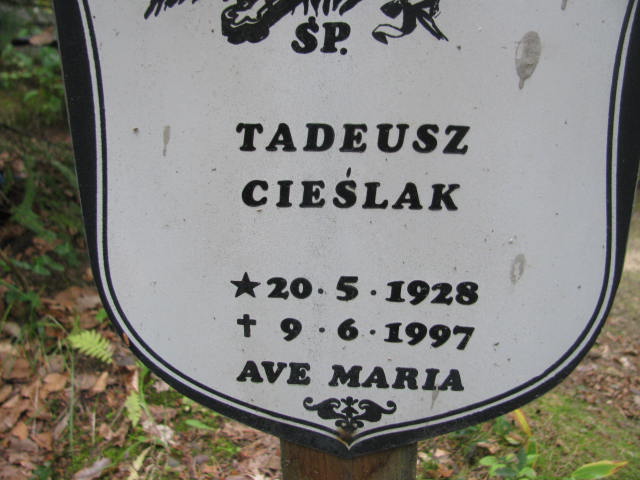 ŚP.
TADEUSZ
CIEŚLAK
★ 20 · 5 · 1928
✝ 9 · 6 · 1997
AVE MARIA